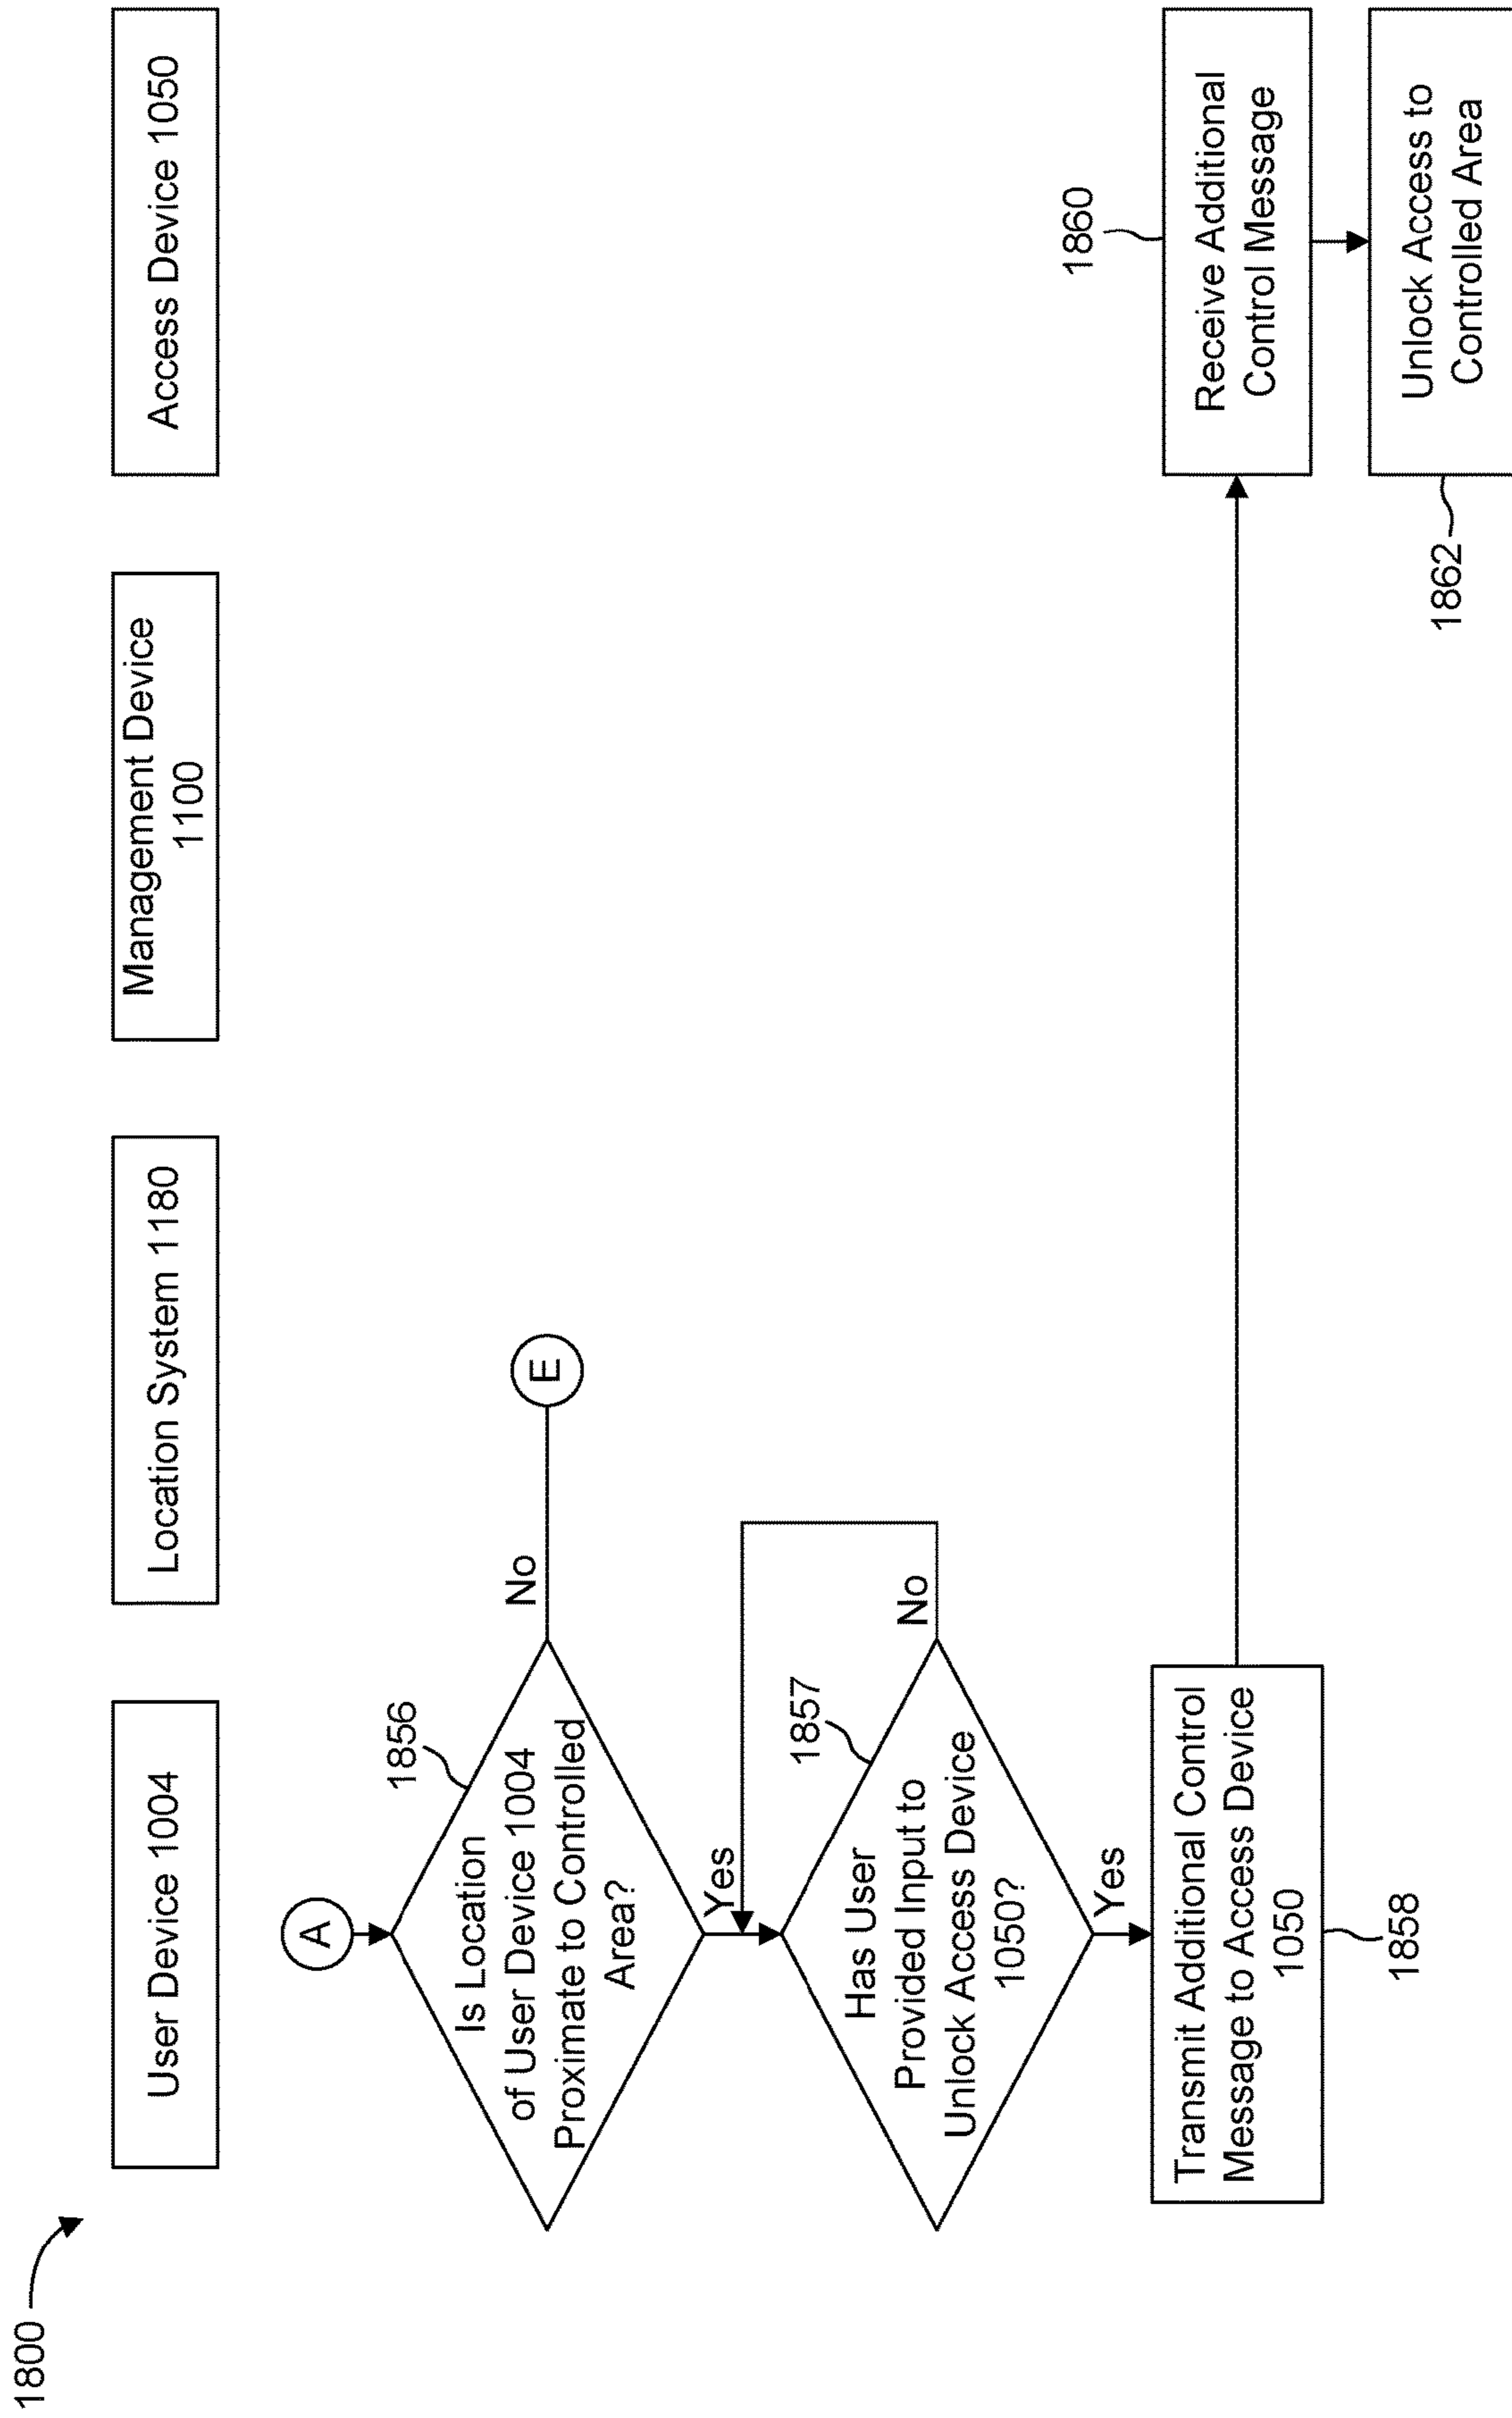 1800
User Device 1004
Location System 1180
Management Device
1100
Access Device 1050
A
1856
Is Location
of User Device 1004
Proximate to Controlled
Area?
No
E
Yes
1857
Has User
Provided Input to
Unlock Access Device
1050?
No
Yes
Transmit Additional Control
Message to Access Device
1050
1858
1860
Receive Additional
Control Message
1862
Unlock Access to
Controlled Area